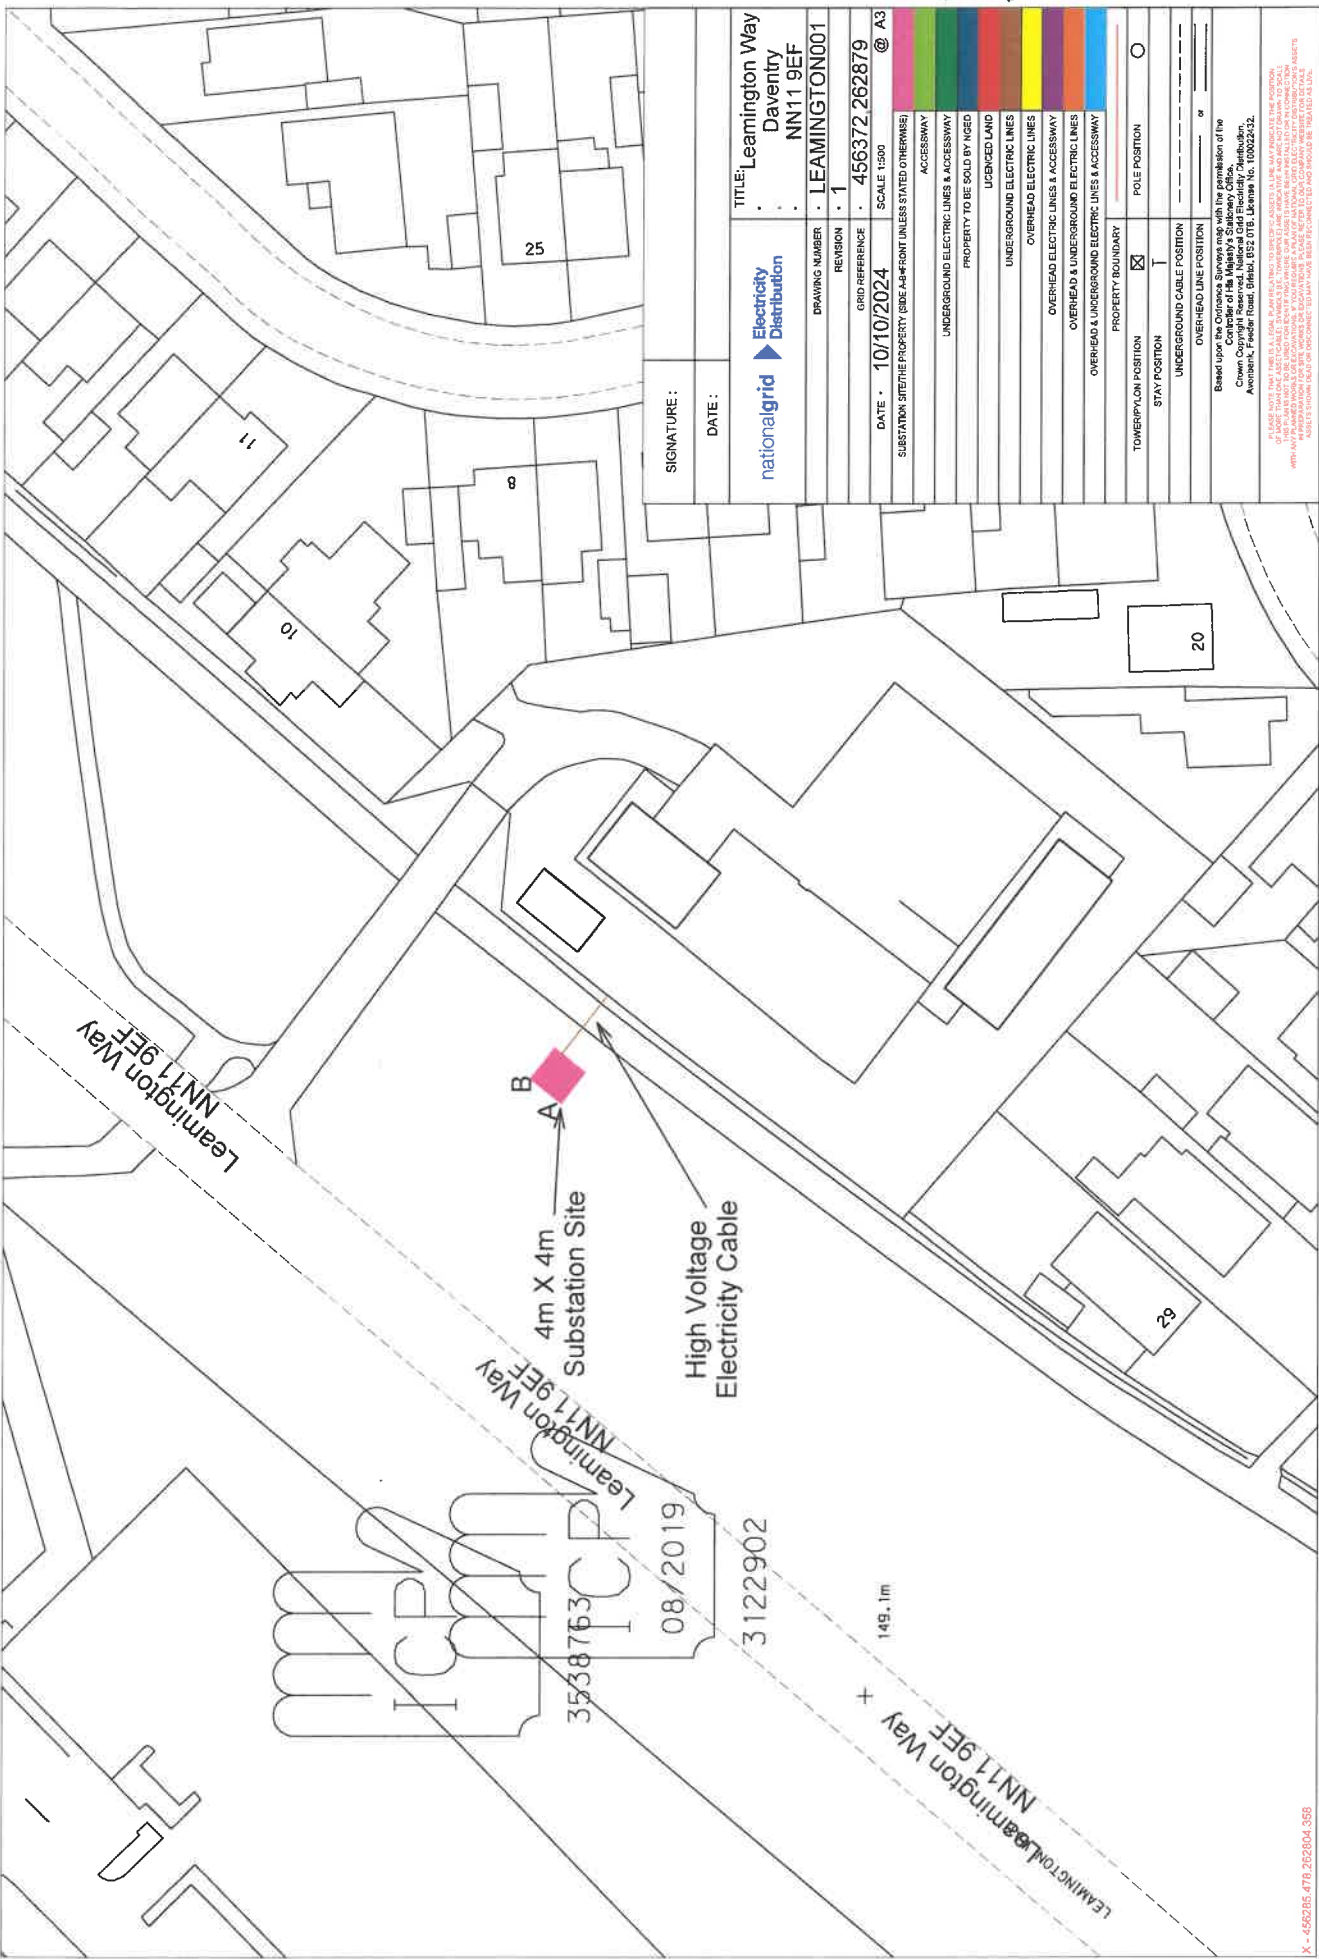 Leamington Way
NN11 9EF
4m X 4m
Substation Site
A
B
High Voltage
Electricity Cable
Leamington Way
NN11 9EF
Leamington Way
NN11 9EF
149.1m
ICP
3538763
ICP
08/2019
3122902
11
10
8
25
20
29
SIGNATURE :
DATE :
nationalgrid
Electricity
Distribution
TITLE: Leamington Way
Daventry
NN11 9EF
DRAWING NUMBER LEAMINGTON001
REVISION 1
GRID REFERENCE 456372,262879
DATE 10/10/2024 SCALE 1:500 @ A3
SUBSTATION SITE/THE PROPERTY (SIDE A-B=FRONT UNLESS STATED OTHERWISE)
ACCESSWAY
UNDERGROUND ELECTRIC LINES & ACCESSWAY
PROPERTY TO BE SOLD BY NGED
LICENCED LAND
UNDERGROUND ELECTRIC LINES
OVERHEAD ELECTRIC LINES
OVERHEAD ELECTRIC LINES & ACCESSWAY
OVERHEAD & UNDERGROUND ELECTRIC LINES
OVERHEAD & UNDERGROUND ELECTRIC LINES & ACCESSWAY
PROPERTY BOUNDARY
TOWER/PYLON POSITION POLE POSITION
STAY POSITION
UNDERGROUND CABLE POSITION
OVERHEAD LINE POSITION or
Based upon the Ordnance Surveys map with the permission of the
Controller of His Majesty's Stationery Office.
Crown Copyright Reserved. National Grid Electricity Distribution,
Avonbank, Feeder Road, Bristol, BS2 0TB. License No. 100022432.
X - 456285.478,262804.358